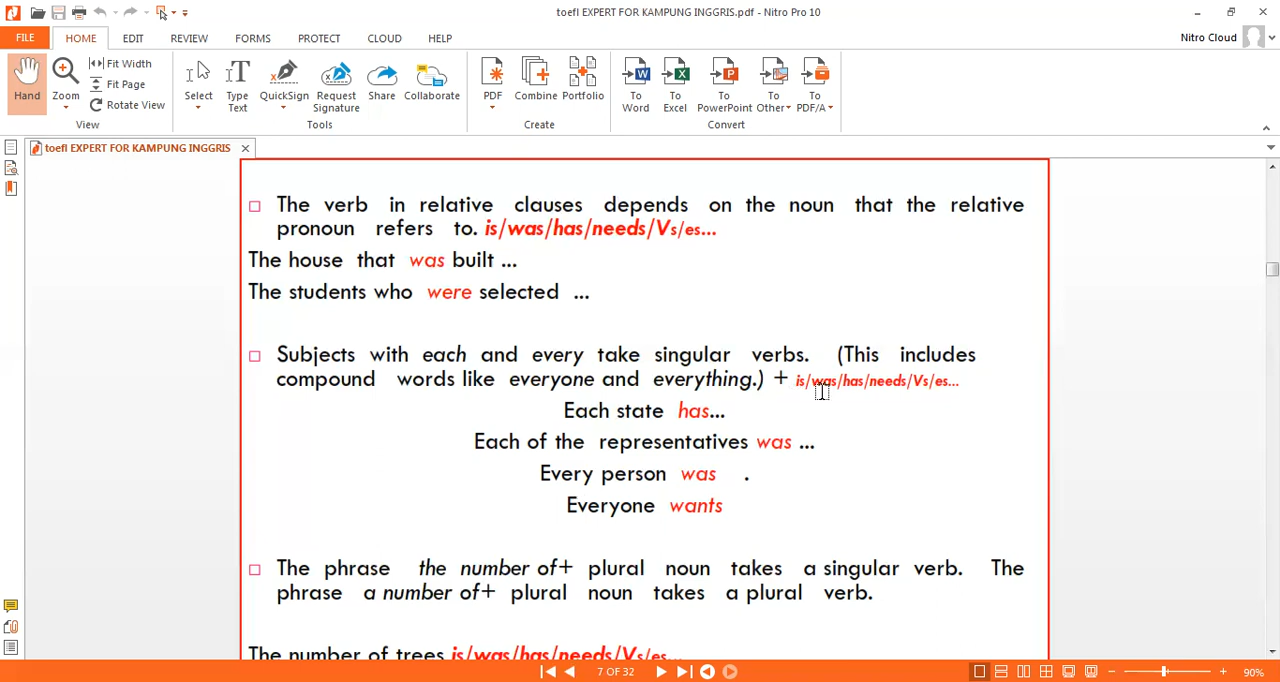 toefl EXPERT FOR KAMPUNG INGGRIS.pdf - Nitro Pro 10
FILE HOME EDIT REVIEW FORMS PROTECT CLOUD HELP Nitro Cloud
Hand Zoom Fit Width Fit Page Rotate View Select Type Text QuickSign Request Signature Share Collaborate PDF Combine Portfolio To Word To Excel To PowerPoint To Other To PDF/A
View Tools Create Convert
toefl EXPERT FOR KAMPUNG INGGRIS
The verb in relative clauses depends on the noun that the relative
pronoun refers to. is/was/has/needs/Vs/es...
The house that was built ...
The students who were selected ...
Subjects with each and every take singular verbs. (This includes
compound words like everyone and everything.) + is/was/has/needs/Vs/es...
Each state has...
Each of the representatives was ...
Every person was .
Everyone wants
The phrase the number of+ plural noun takes a singular verb. The
phrase a number of+ plural noun takes a plural verb.
The number of trees is/was/has/needs/Vs/es...
7 OF 32 90%